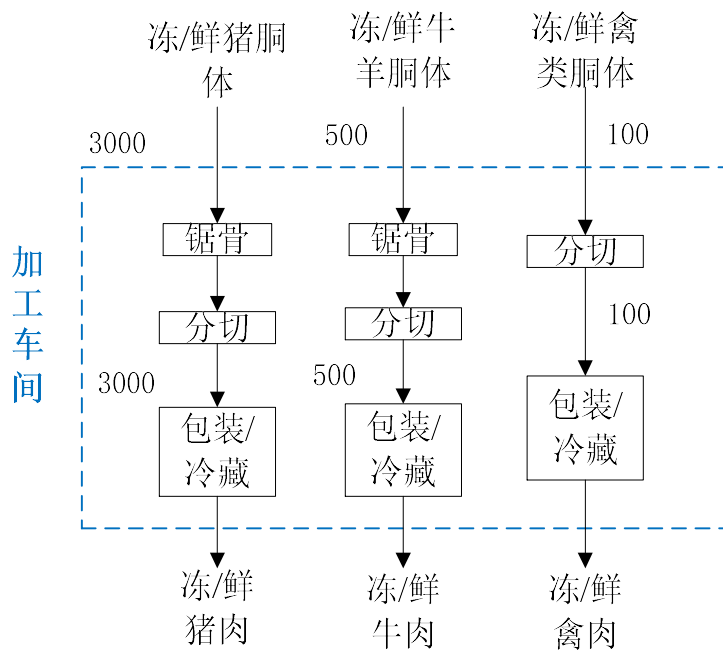 冻/鲜猪胴
体
冻/鲜牛
羊胴体
冻/鲜禽
类胴体
3000
500
100
加
工
车
间
锯骨
锯骨
分切
分切
分切
100
3000
500
包装/
冷藏
包装/
冷藏
包装/
冷藏
冻/鲜
猪肉
冻/鲜
牛肉
冻/鲜
禽肉